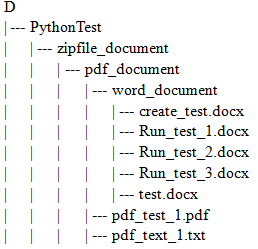 D
|--- PythonTest
|    |--- zipfile_document
|    |    |--- pdf_document
|    |    |    |--- word_document
|    |    |    |    |--- create_test.docx
|    |    |    |    |--- Run_test_1.docx
|    |    |    |    |--- Run_test_2.docx
|    |    |    |    |--- Run_test_3.docx
|    |    |    |    |--- test.docx
|    |    |    |--- pdf_test_1.pdf
|    |    |    |--- pdf_text_1.txt